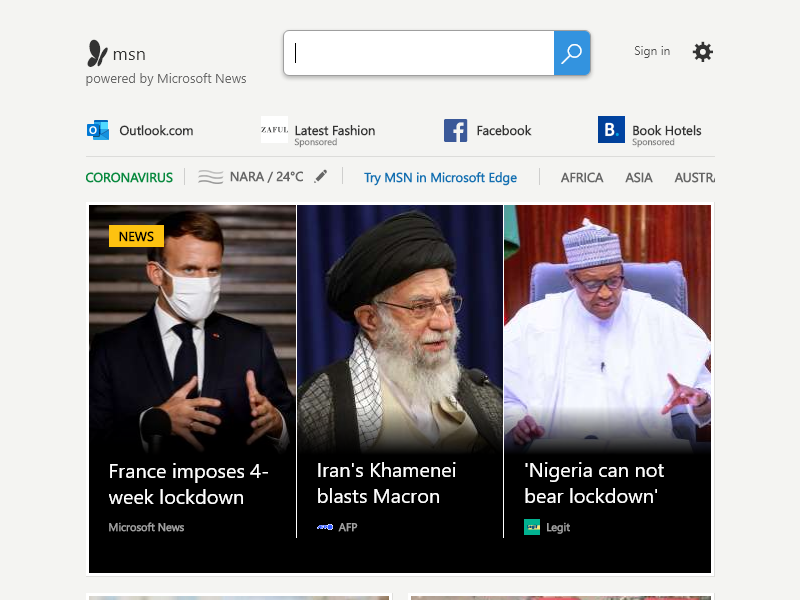 msn
powered by Microsoft News
Sign in
Outlook.com
ZAFUL
Latest Fashion
Sponsored
Facebook
B.
Book Hotels
Sponsored
CORONAVIRUS
NARA / 24°C
Try MSN in Microsoft Edge
AFRICA
ASIA
AUSTRA
NEWS
France imposes 4-
week lockdown
Microsoft News
Iran's Khamenei
blasts Macron
AFP
'Nigeria can not
bear lockdown'
Legit